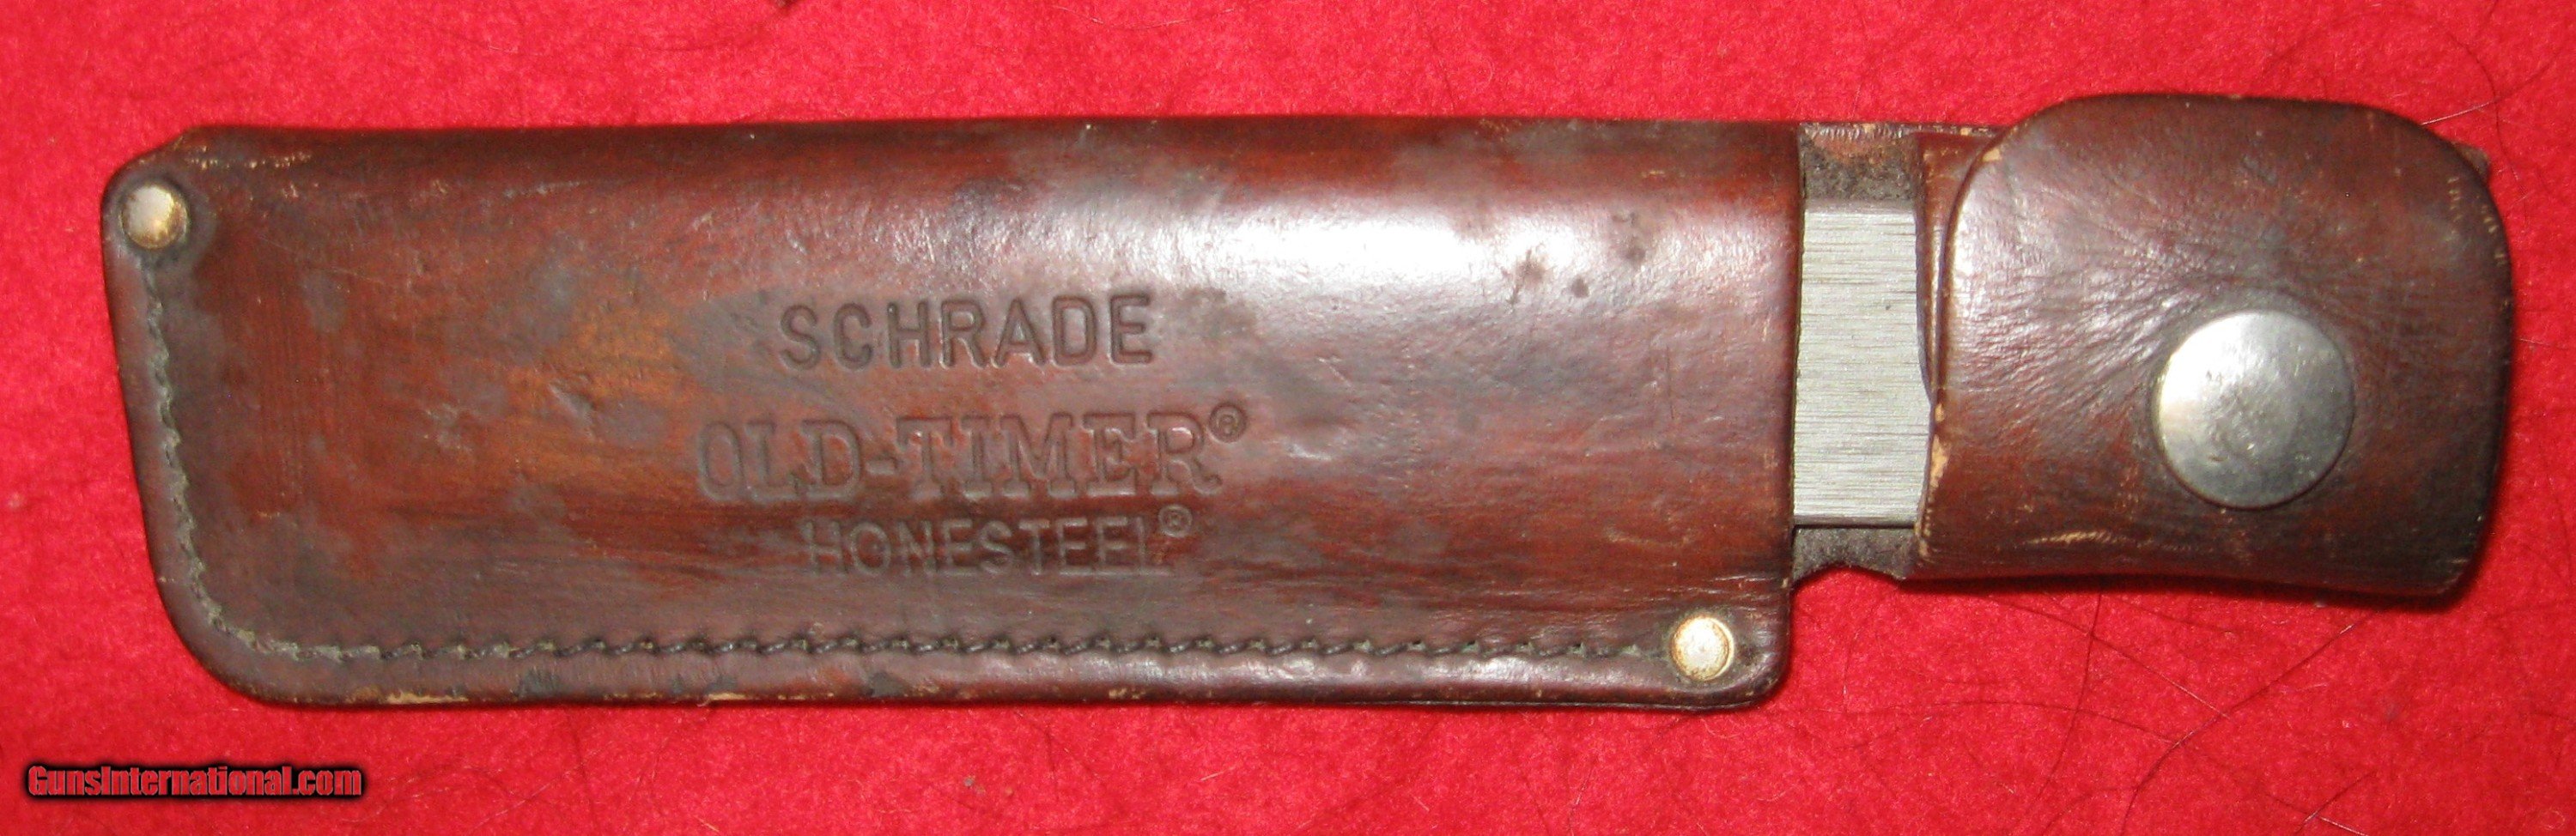 SCHRADE
OLD-TIMER®
HONESTEEL®
GunsInternational.com